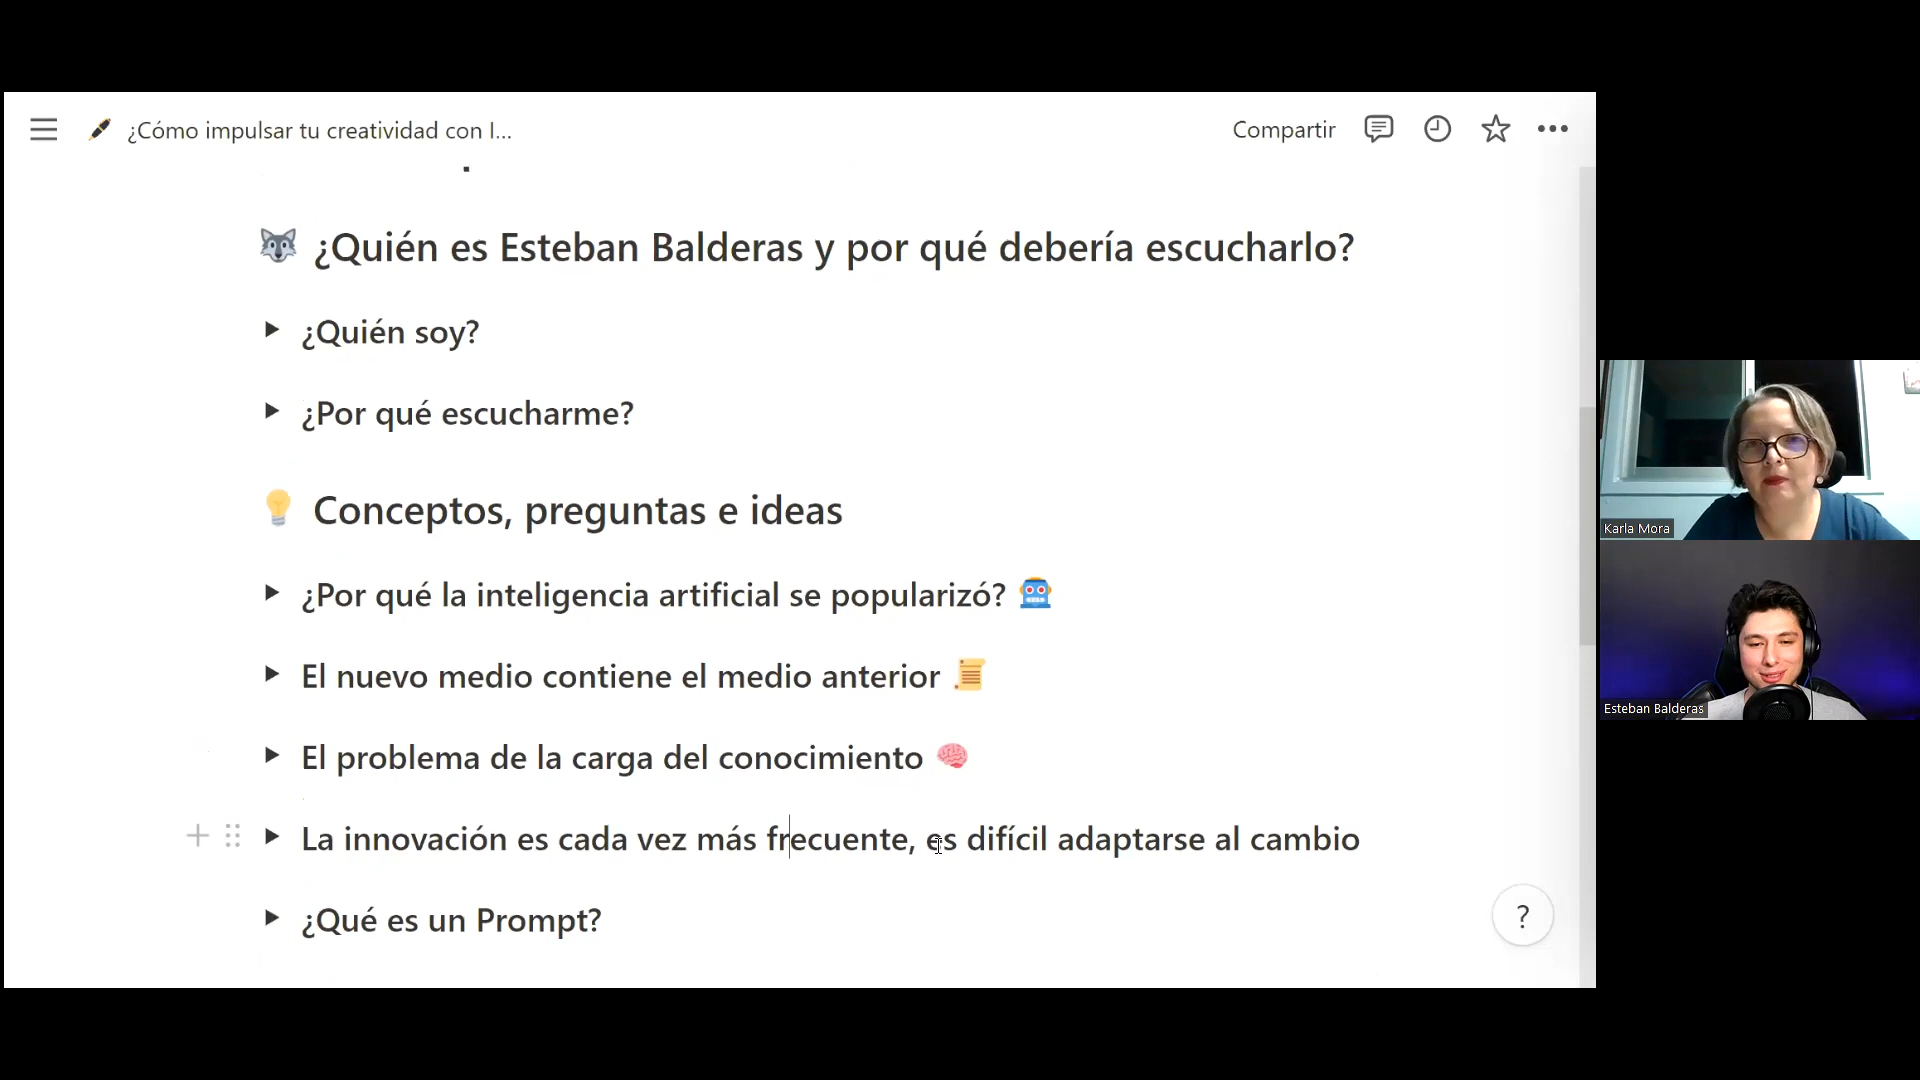 ¿Cómo impulsar tu creatividad con I...
Compartir
¿Quién es Esteban Balderas y por qué debería escucharlo?
¿Quién soy?
¿Por qué escucharme?
Conceptos, preguntas e ideas
¿Por qué la inteligencia artificial se popularizó?
El nuevo medio contiene el medio anterior
El problema de la carga del conocimiento
La innovación es cada vez más frecuente, es difícil adaptarse al cambio
¿Qué es un Prompt?
?
Karla Mora
Esteban Balderas